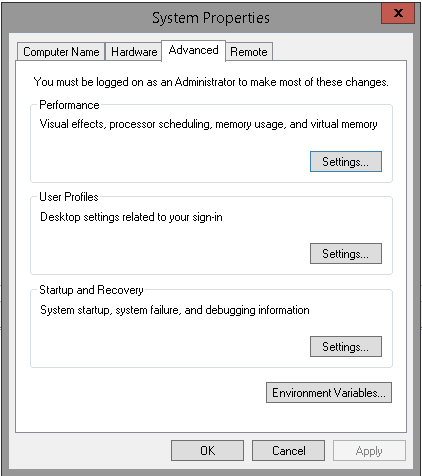 System Properties
x
Computer Name Hardware Advanced Remote
You must be logged on as an Administrator to make most of these changes.
Performance
Visual effects, processor scheduling, memory usage, and virtual memory
Settings...
User Profiles
Desktop settings related to your sign-in
Settings...
Startup and Recovery
System startup, system failure, and debugging information
Settings...
Environment Variables...
OK Cancel Apply